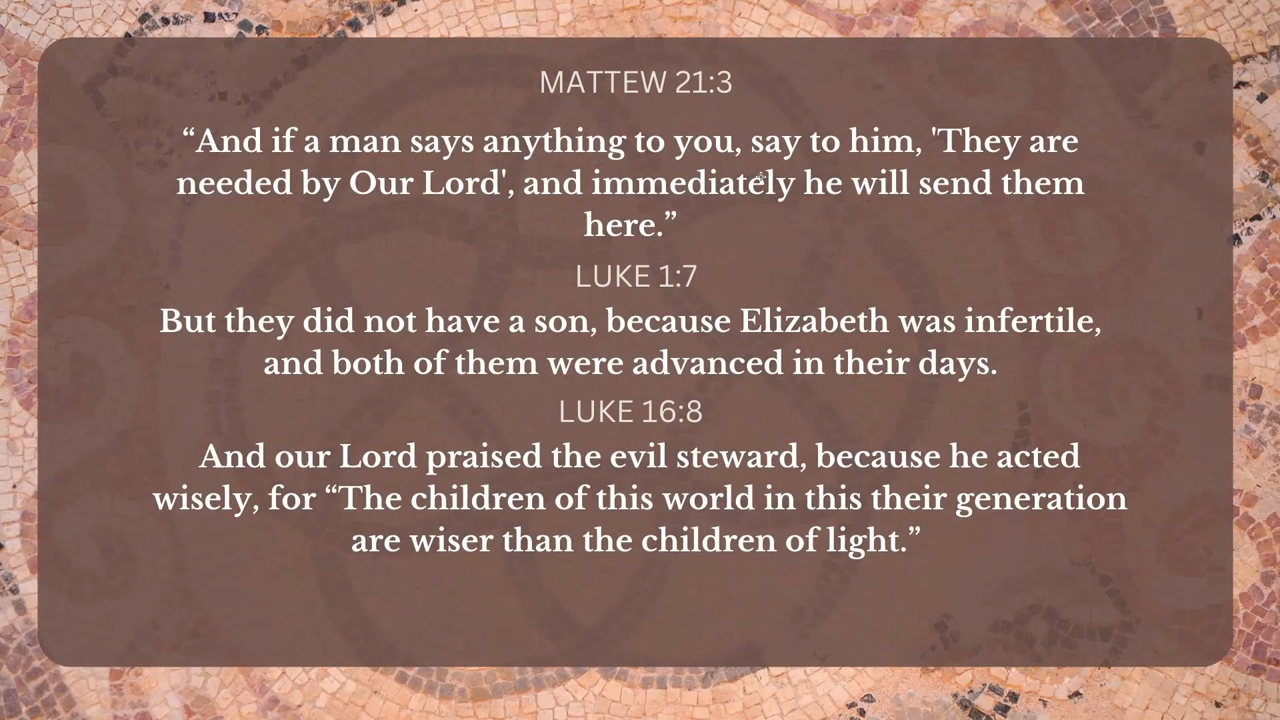 MATTEW 21:3
“And if a man says anything to you, say to him, 'They are
needed by Our Lord', and immediately he will send them
here.”
LUKE 1:7
But they did not have a son, because Elizabeth was infertile,
and both of them were advanced in their days.
LUKE 16:8
And our Lord praised the evil steward, because he acted
wisely, for “The children of this world in this their generation
are wiser than the children of light.”